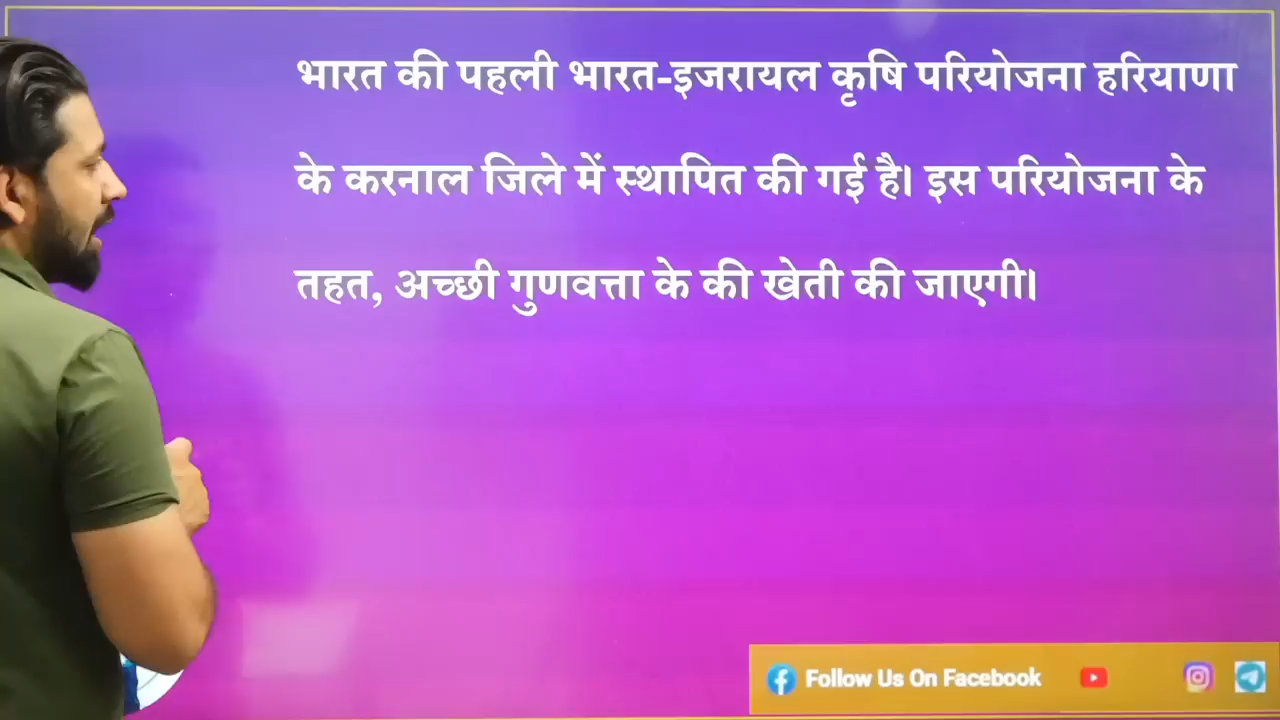 भारत की पहली भारत-इजरायल कृषि परियोजना हरियाणा
के करनाल जिले में स्थापित की गई है। इस परियोजना के
तहत, अच्छी गुणवत्ता के की खेती की जाएगी।
Follow Us On Facebook